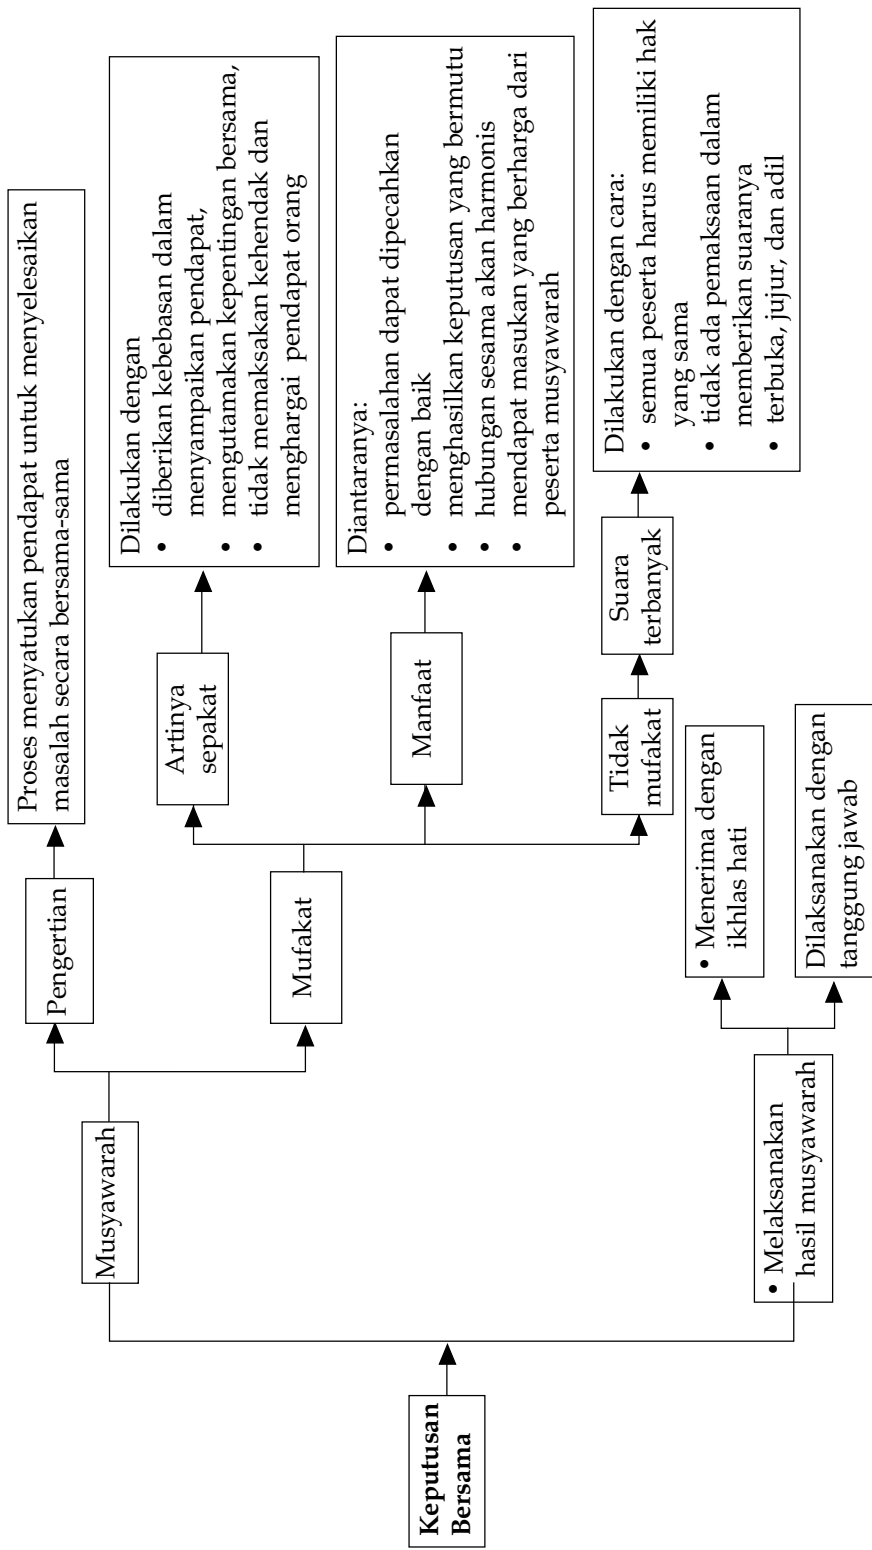 Keputusan
Bersama
Musyawarah
Pengertian
Proses menyatukan pendapat untuk menyelesaikan
masalah secara bersama-sama
Mufakat
Artinya
sepakat
Dilakukan dengan
• diberikan kebebasan dalam
menyampaikan pendapat,
• mengutamakan kepentingan bersama,
• tidak memaksakan kehendak dan
menghargai pendapat orang
Manfaat
Diantaranya:
• permasalahan dapat dipecahkan
dengan baik
• menghasilkan keputusan yang bermutu
• hubungan sesama akan harmonis
• mendapat masukan yang berharga dari
peserta musyawarah
Tidak
mufakat
Suara
terbanyak
Dilakukan dengan cara:
• semua peserta harus memiliki hak
yang sama
• tidak ada pemaksaan dalam
memberikan suaranya
• terbuka, jujur, dan adil
• Melaksanakan
hasil musyawarah
• Menerima dengan
ikhlas hati
Dilaksanakan dengan
tanggung jawab